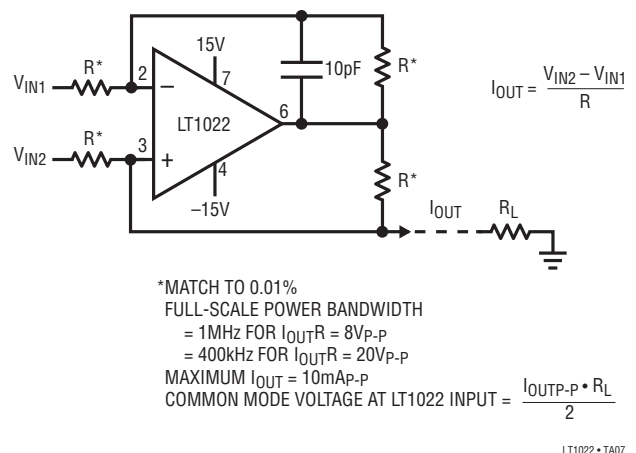 15V
R*
2
7
10pF
R*
V_IN1
−
LT1022
6
I_OUT = (V_IN2 – V_IN1) / R
R*
3
V_IN2
+
4
–15V
R*
I_OUT
R_L
*MATCH TO 0.01%
FULL-SCALE POWER BANDWIDTH
= 1MHz FOR I_OUTR = 8V_P-P
= 400kHz FOR I_OUTR = 20V_P-P
MAXIMUM I_OUT = 10mA_P-P
COMMON MODE VOLTAGE AT LT1022 INPUT = (I_OUTP-P • R_L) / 2
LT1022 • TA07